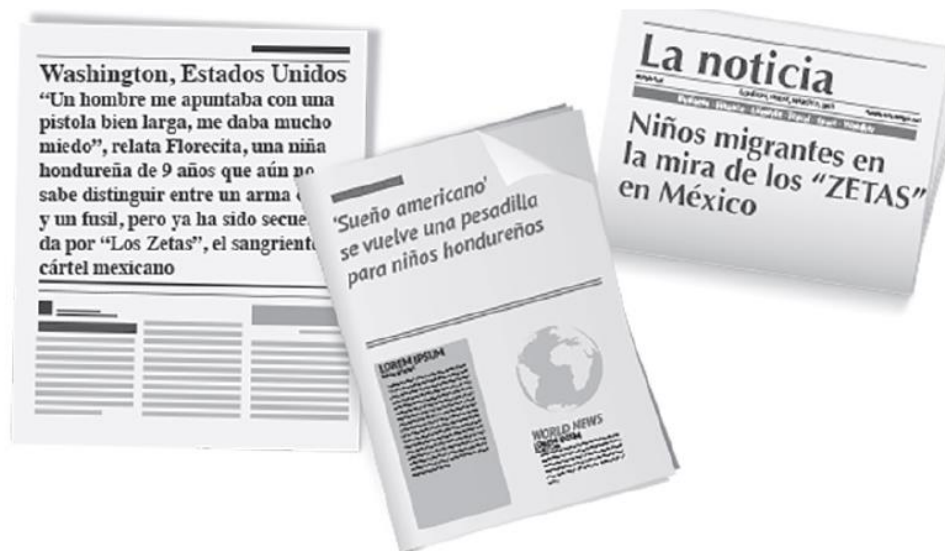 Washington, Estados Unidos
“Un hombre me apuntaba con una
pistola bien larga, me daba mucho
miedo”, relata Florecita, una niña
hondureña de 9 años que aún no
sabe distinguir entre un arma
y un fusil, pero ya ha sido secue
da por “Los Zetas”, el sangriento
cártel mexicano
‘Sueño americano’
se vuelve una pesadilla
para niños hondureños
LOREM IPSUM
WORLD NEWS
LOREM IPSUM
La noticia
Niños migrantes en
la mira de los “ZETAS”
en México